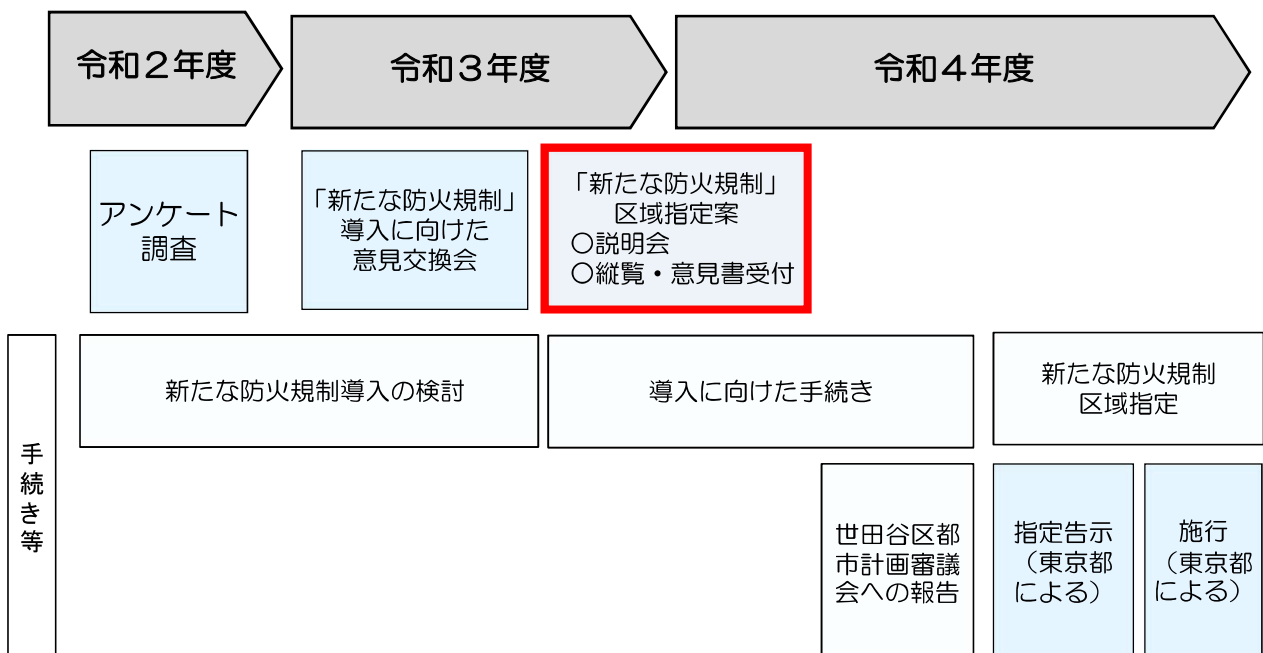 令和２年度
令和３年度
令和４年度
アンケート
調査
「新たな防火規制」
導入に向けた
意見交換会
「新たな防火規制」
区域指定案
○説明会
○縦覧・意見書受付
手続き等
新たな防火規制導入の検討
導入に向けた手続き
新たな防火規制
区域指定
世田谷区都
市計画審議
会への報告
指定告示
（東京都
による）
施行
（東京都
による）